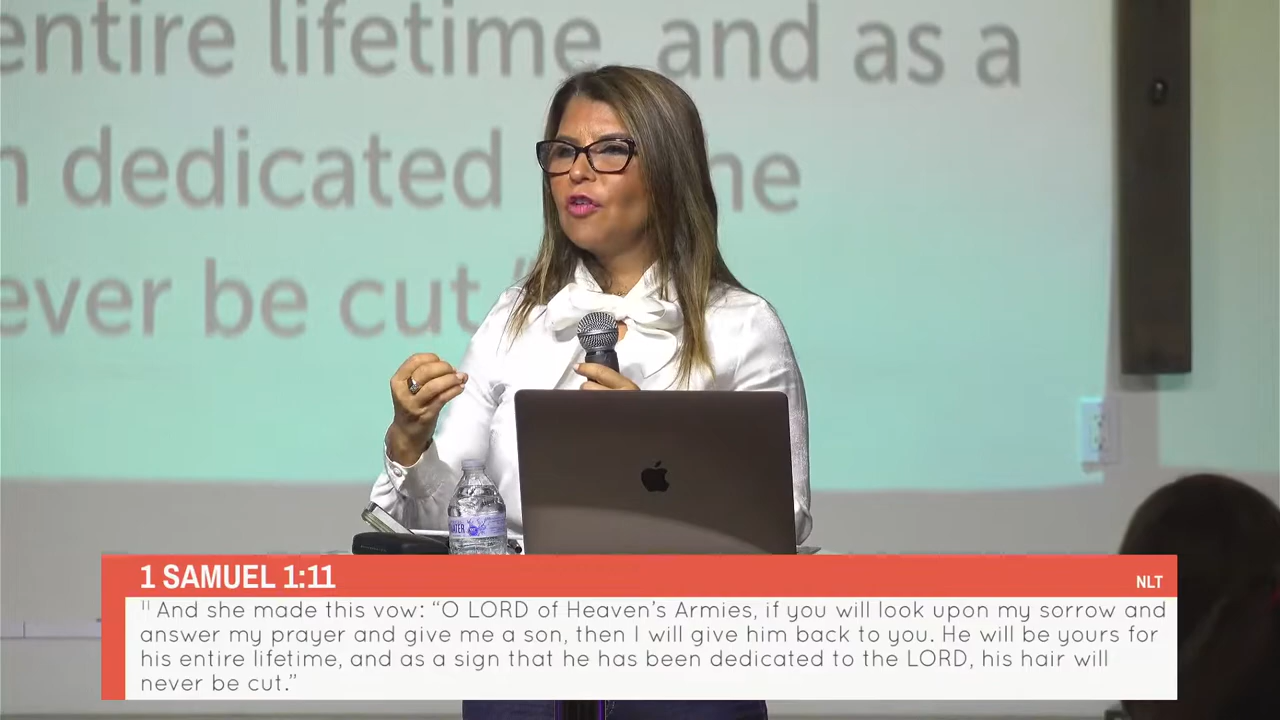 entire lifetime, and as a
dedicated
ever be cut."
WATER
1 SAMUEL 1:11
NLT
11 And she made this vow: “O LORD of Heaven’s Armies, if you will look upon my sorrow and
answer my prayer and give me a son, then I will give him back to you. He will be yours for
his entire lifetime, and as a sign that he has been dedicated to the LORD, his hair will
never be cut.”